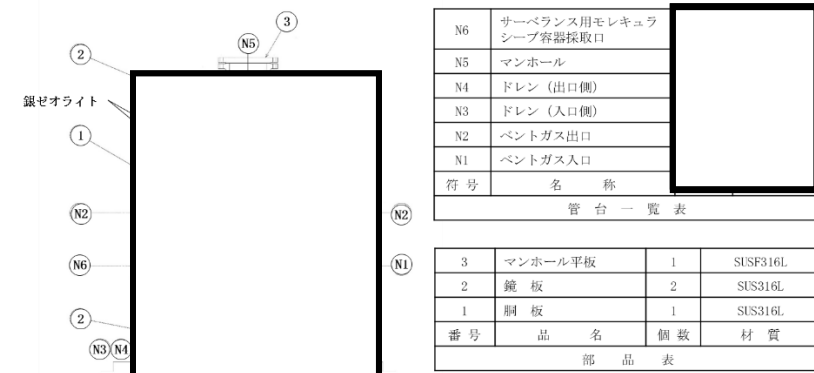 3
N5
2
銀ゼオライト
1
N2
N2
N6
N1
2
N3 N4
N6 サーベランス用モレキュラ
シーブ容器採取口
N5 マンホール
N4 ドレン（出口側）
N3 ドレン（入口側）
N2 ベントガス出口
N1 ベントガス入口
符号 名称
管台一覧表
3 マンホール平板 1 SUSF316L
2 鏡板 2 SUS316L
1 胴板 1 SUS316L
番号 品名 個数 材質
部品表